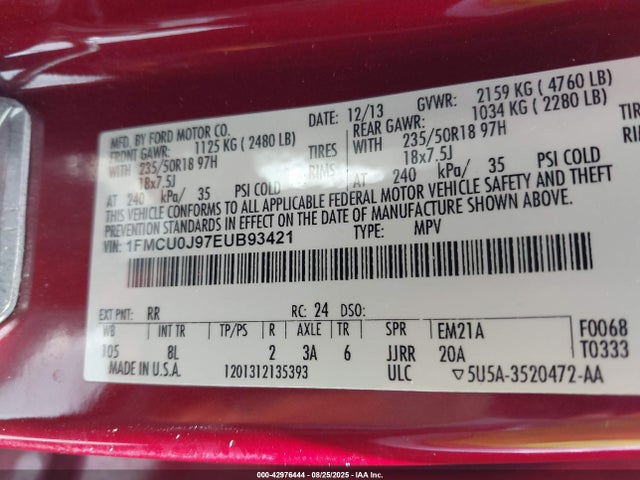 MFD. BY FORD MOTOR CO. DATE: 12/13 GVWR: 2159 KG ( 4760 LB)
FRONT GAWR: 1125 KG ( 2480 LB) REAR GAWR: 1034 KG ( 2280 LB)
WITH 235/50R18 97H TIRES WITH 235/50R18 97H TIRE
18x7.5J RIMS 18x7.5J RI
AT 240 kPa/ 35 PSI COLD AT 240 kPa/ 35 PSI COLD
THIS VEHICLE CONFORMS TO ALL APPLICABLE FEDERAL MOTOR VEHICLE SAFETY AND THEFT
PREVENTION STANDARDS IN EFFECT ON THE DATE OF MANUFACTURE SHOWN ABOVE.
VIN: 1FMCU0J97EUB93421 TYPE: MPV
EXT PNT: RR RC: 24 DSO:
WB INT TR TP/PS R AXLE TR SPR EM21A F0068
105 8L 2 3A 6 JJRR 20A T0333
MADE IN U.S.A. 1201312135393 ULC ▽5U5A-3520472-AA
000-42976444 - 08/25/2025 - IAA Inc.